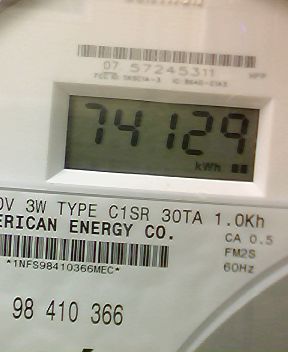 07 57245311
74129
kWh
0V 3W TYPE C1SR 30TA 1.0Kh
ERICAN ENERGY CO.
CA 0.5
FM2S
*1NFS98410366MEC*
60Hz
98 410 366